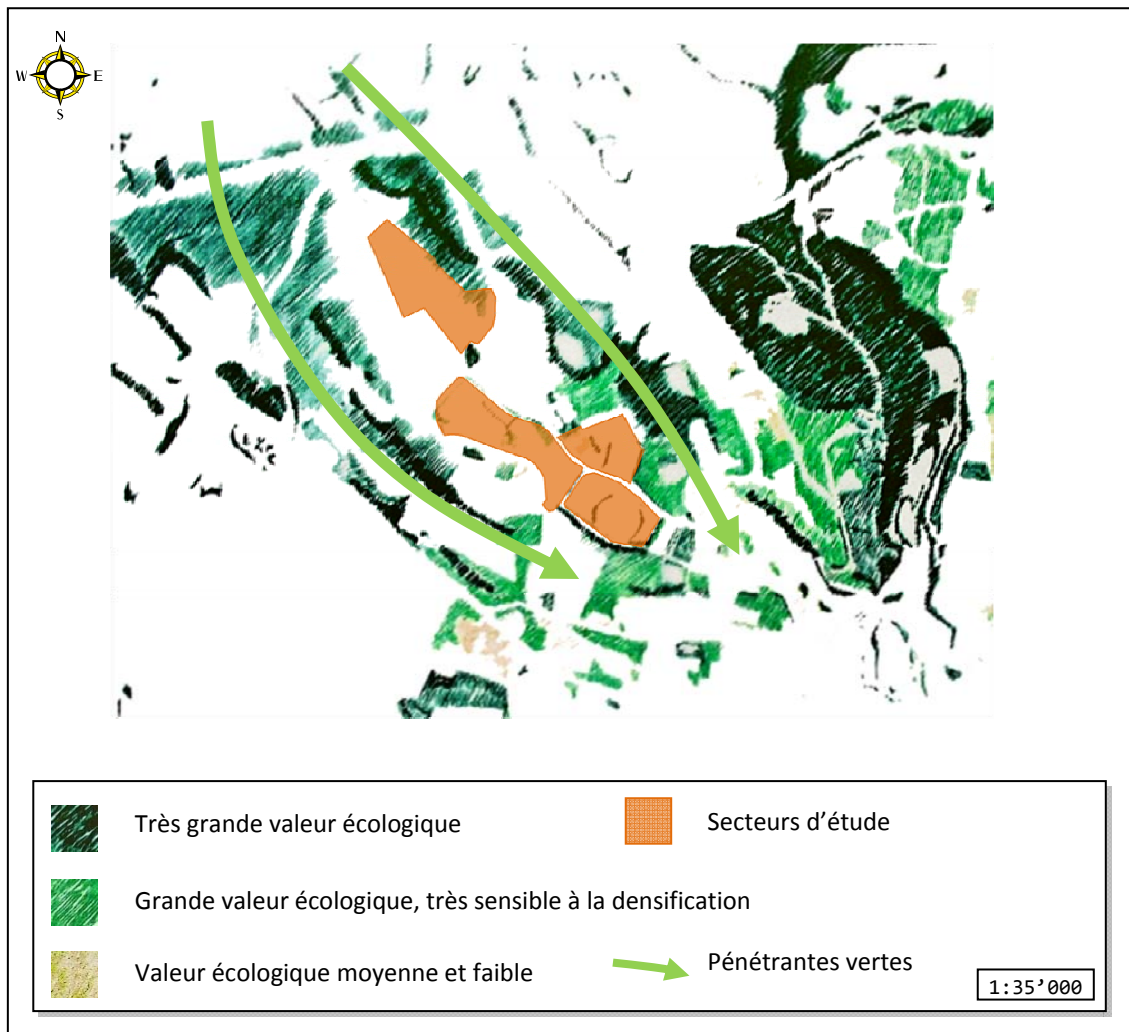 N
W E
S
Très grande valeur écologique
Secteurs d’étude
Grande valeur écologique, très sensible à la densification
Valeur écologique moyenne et faible
Pénétrantes vertes
1:35’000